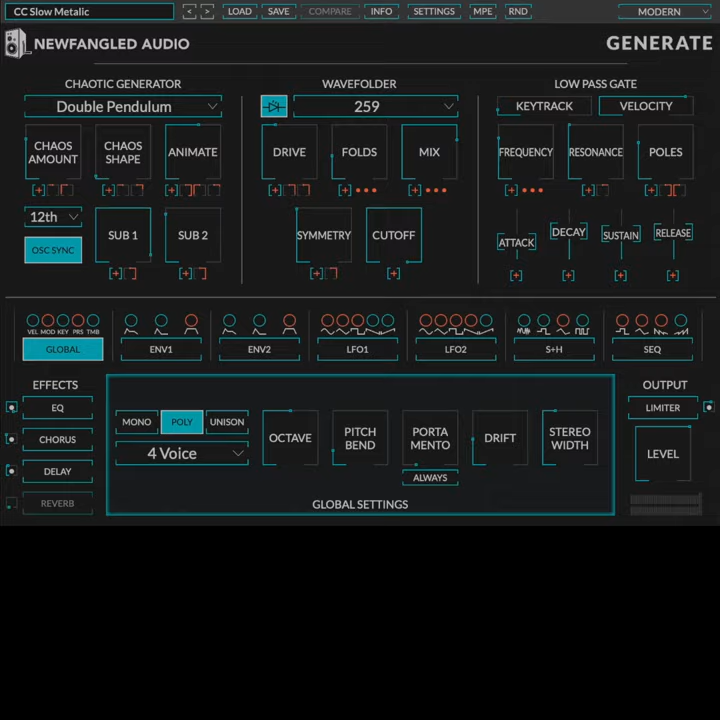 CC Slow Metalic
< > LOAD SAVE COMPARE INFO SETTINGS MPE RND MODERN
NEWFANGLED AUDIO
GENERATE
CHAOTIC GENERATOR
Double Pendulum
CHAOS AMOUNT
CHAOS SHAPE
ANIMATE
12th
OSC SYNC
SUB 1
SUB 2
WAVEFOLDER
259
DRIVE
FOLDS
MIX
SYMMETRY
CUTOFF
LOW PASS GATE
KEYTRACK
VELOCITY
FREQUENCY
RESONANCE
POLES
ATTACK
DECAY
SUSTAIN
RELEASE
VEL MOD KEY PRS TMB
GLOBAL
ENV1
ENV2
LFO1
LFO2
S+H
SEQ
EFFECTS
EQ
CHORUS
DELAY
REVERB
MONO
POLY
UNISON
4 Voice
OCTAVE
PITCH
BEND
PORTA
MENTO
ALWAYS
DRIFT
STEREO
WIDTH
GLOBAL SETTINGS
OUTPUT
LIMITER
LEVEL